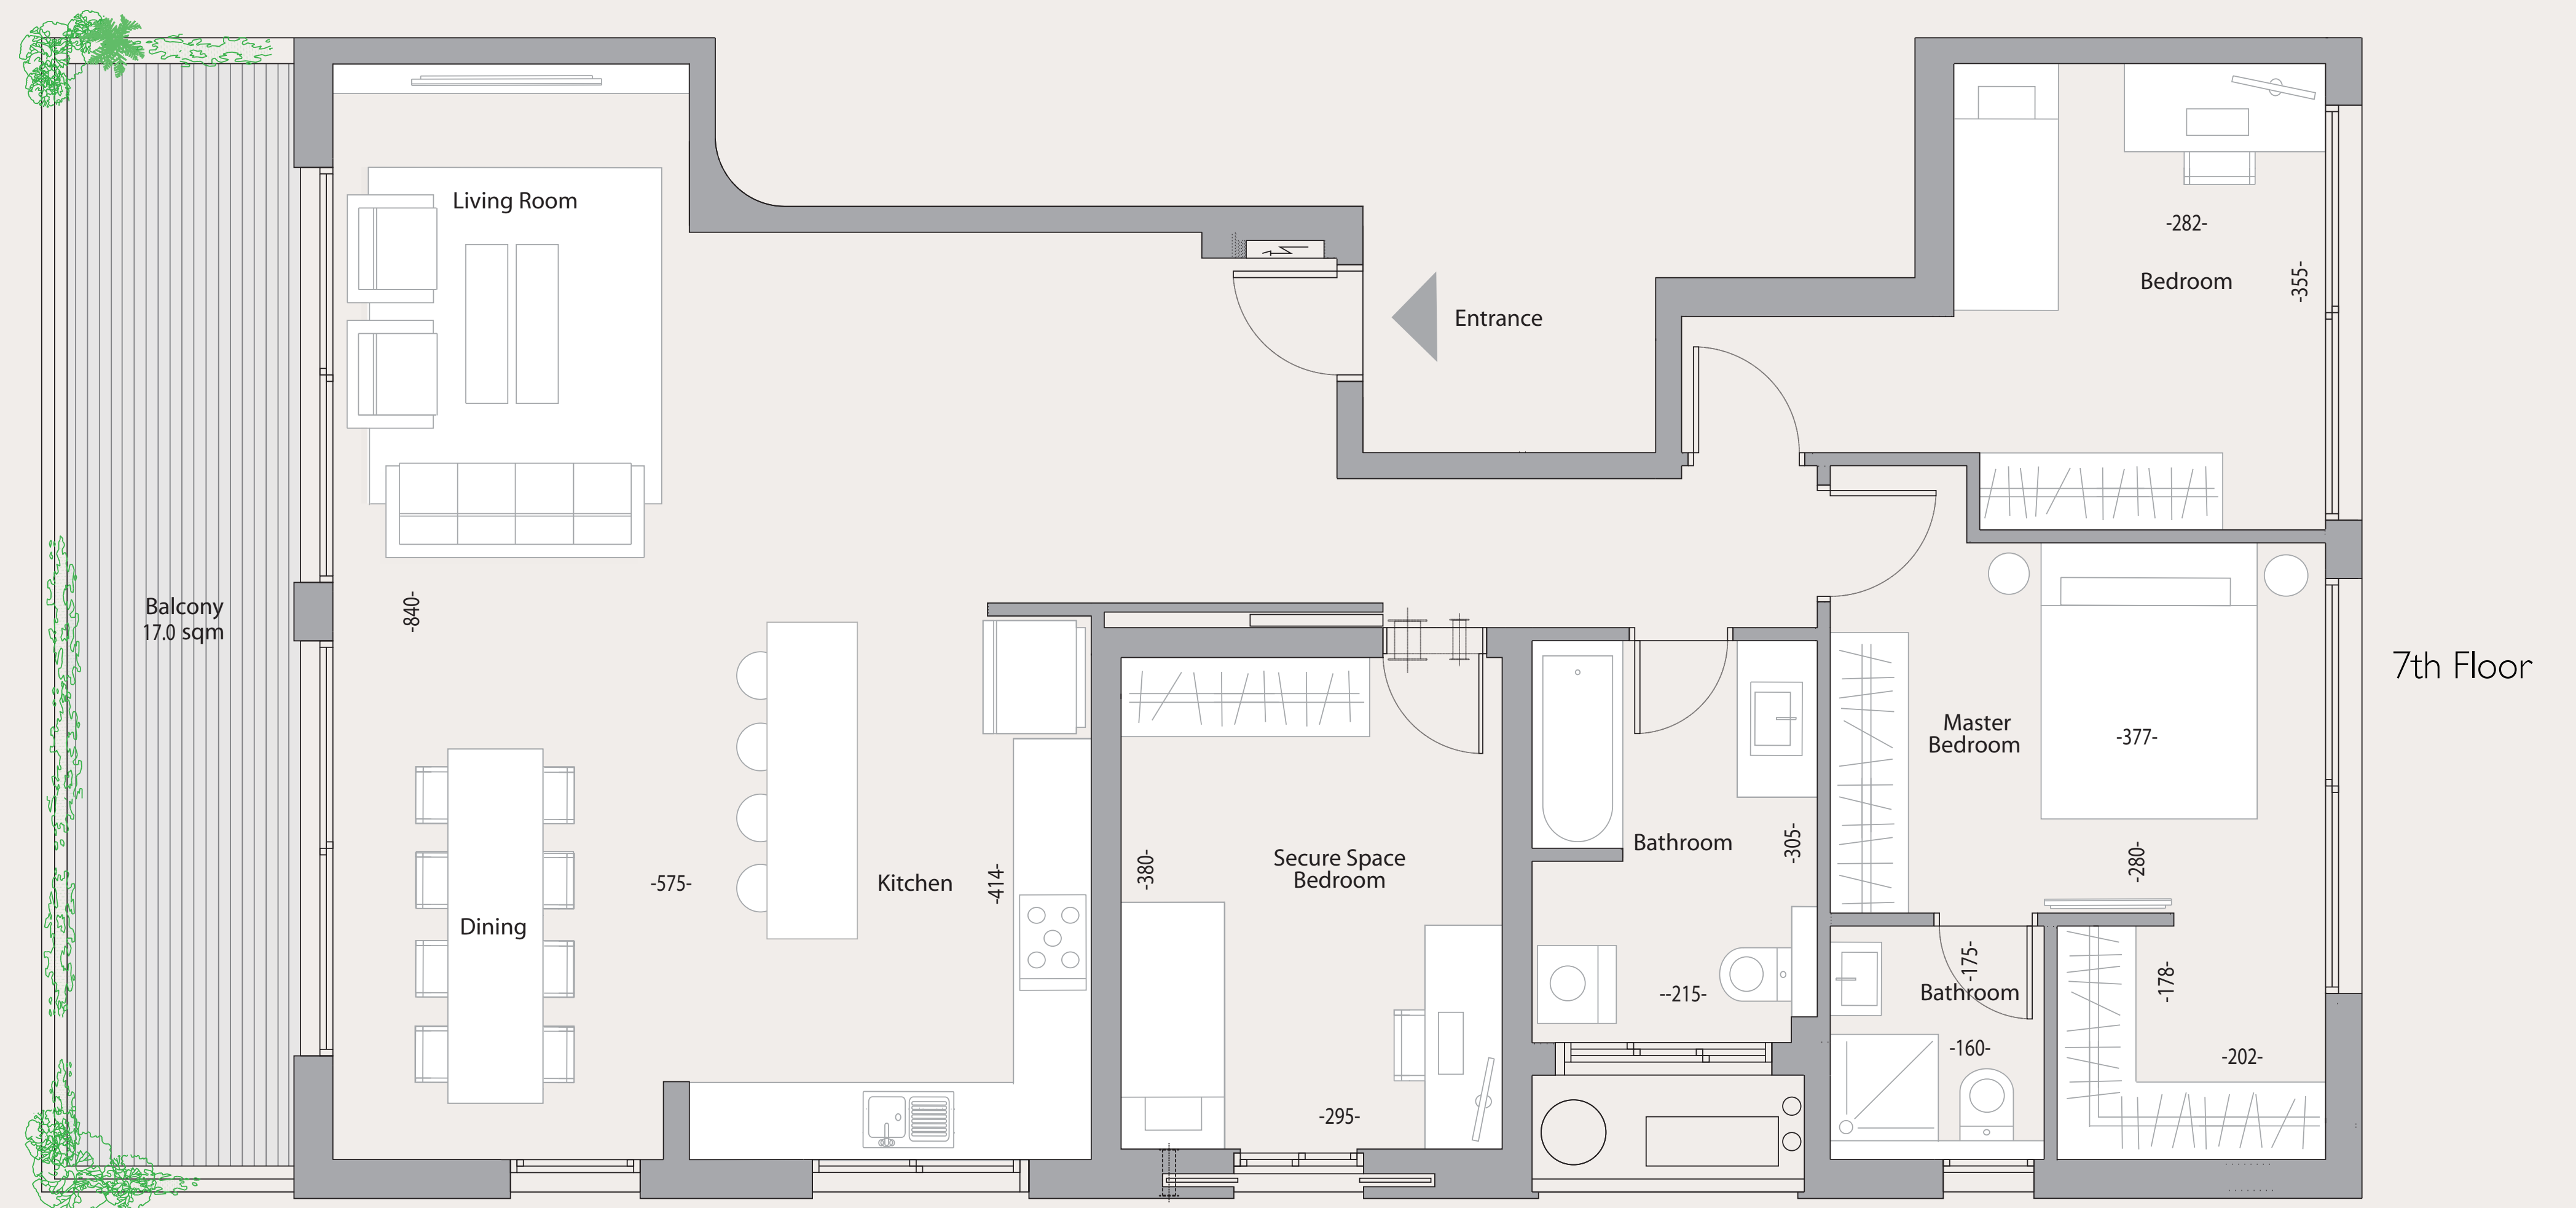 Living Room
-282-
Bedroom
-355-
Entrance
Balcony
17.0 sqm
-840-
7th Floor
Master
Bedroom
-377-
Secure Space
Bedroom
-380-
Bathroom
-305-
-280-
-575-
Kitchen
-414-
Dining
-175-
-178-
--215-
Bathroom
-160-
-202-
-295-